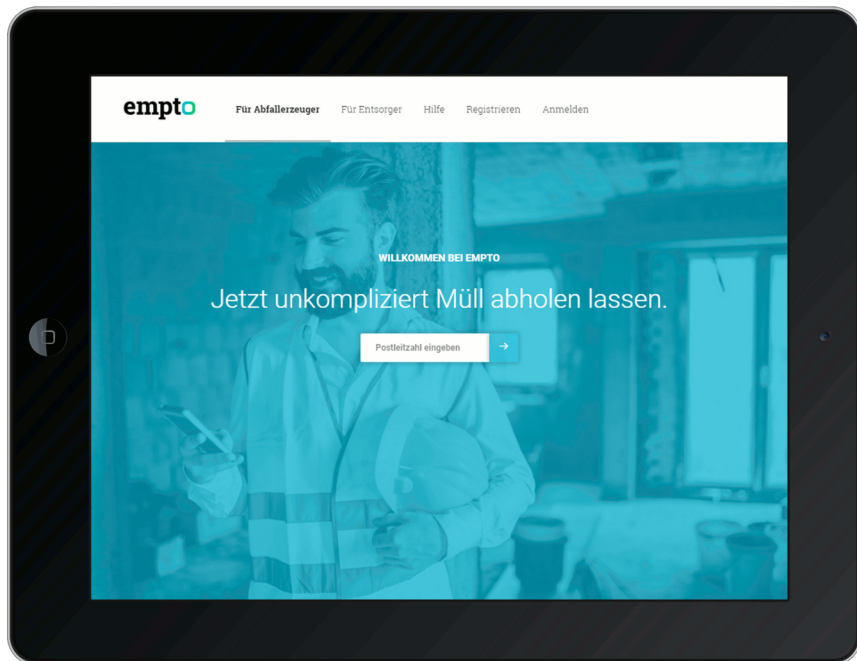 empto
Für Abfallerzeuger Für Entsorger Hilfe Registrieren Anmelden
WILLKOMMEN BEI EMPTO
Jetzt unkompliziert Müll abholen lassen.
Postleitzahl eingeben